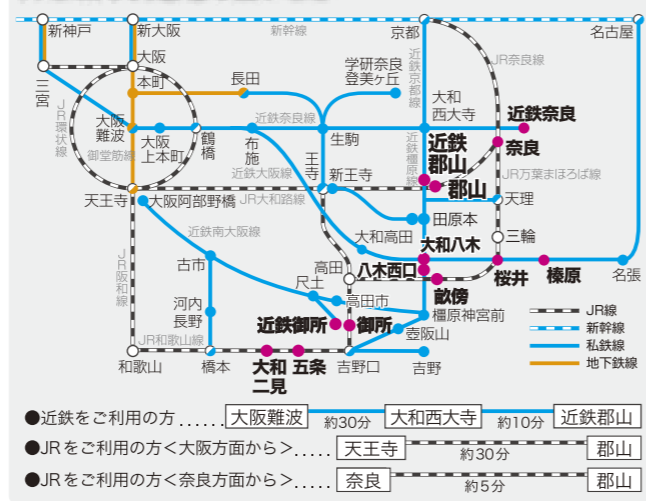 新神戸
新大阪
新幹線
京都
名古屋
大阪
三宮
JR環状線
本町
長田
学研奈良
登美ヶ丘
近鉄京都線
JR奈良線
大和
西大寺
近鉄奈良
大阪
難波
大阪
上本町
鶴橋
近鉄奈良線
布施
生駒
近鉄橿原線
近鉄
郡山
奈良
御堂筋線
近鉄大阪線
王寺
新王寺
郡山
JR万葉まほろば線
天王寺
大阪阿部野橋
JR大和路線
天理
田原本
近鉄南大阪線
大和高田
三輪
大和八木
JR阪和線
古市
高田
八木西口
桜井
榛原
名張
尺土
畝傍
高田市
河内
長野
近鉄御所
御所
橿原神宮前
壺阪山
JR和歌山線
和歌山
橋本
大和
二見
五条
吉野口
吉野
JR線
新幹線
私鉄線
地下鉄線
●近鉄をご利用の方……大阪難波 約30分 大和西大寺 約10分 近鉄郡山
●JRをご利用の方＜大阪方面から＞……天王寺 約30分 郡山
●JRをご利用の方＜奈良方面から＞……奈良 約5分 郡山